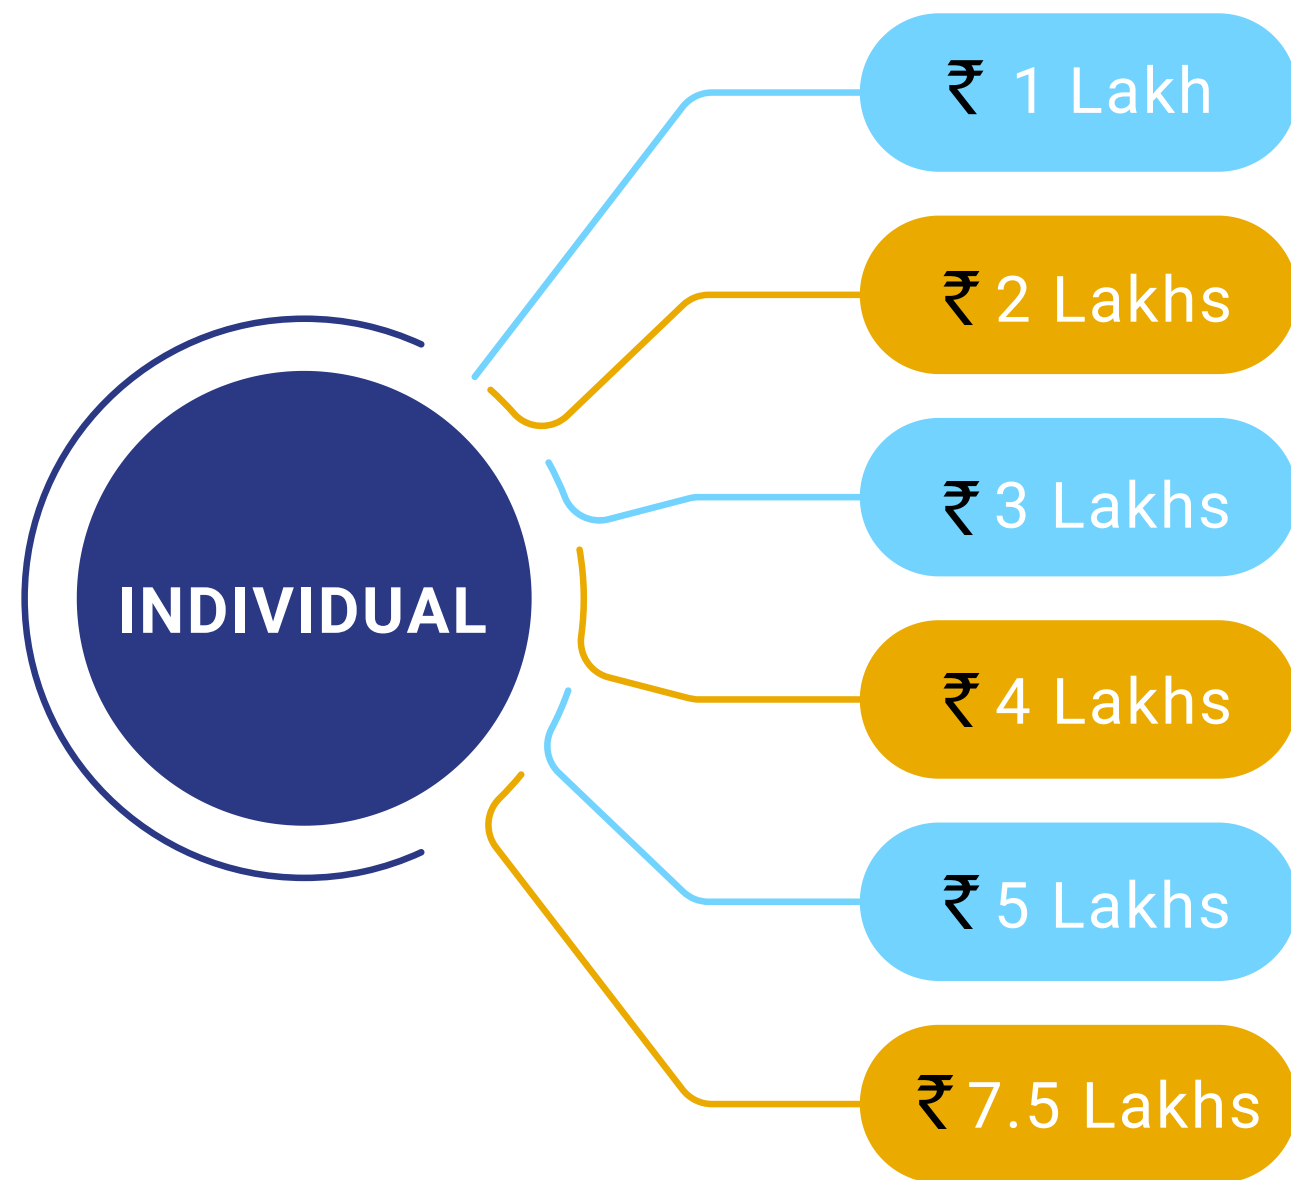 ₹ 1 Lakh
₹ 2 Lakhs
₹ 3 Lakhs
INDIVIDUAL
₹ 4 Lakhs
₹ 5 Lakhs
₹ 7.5 Lakhs